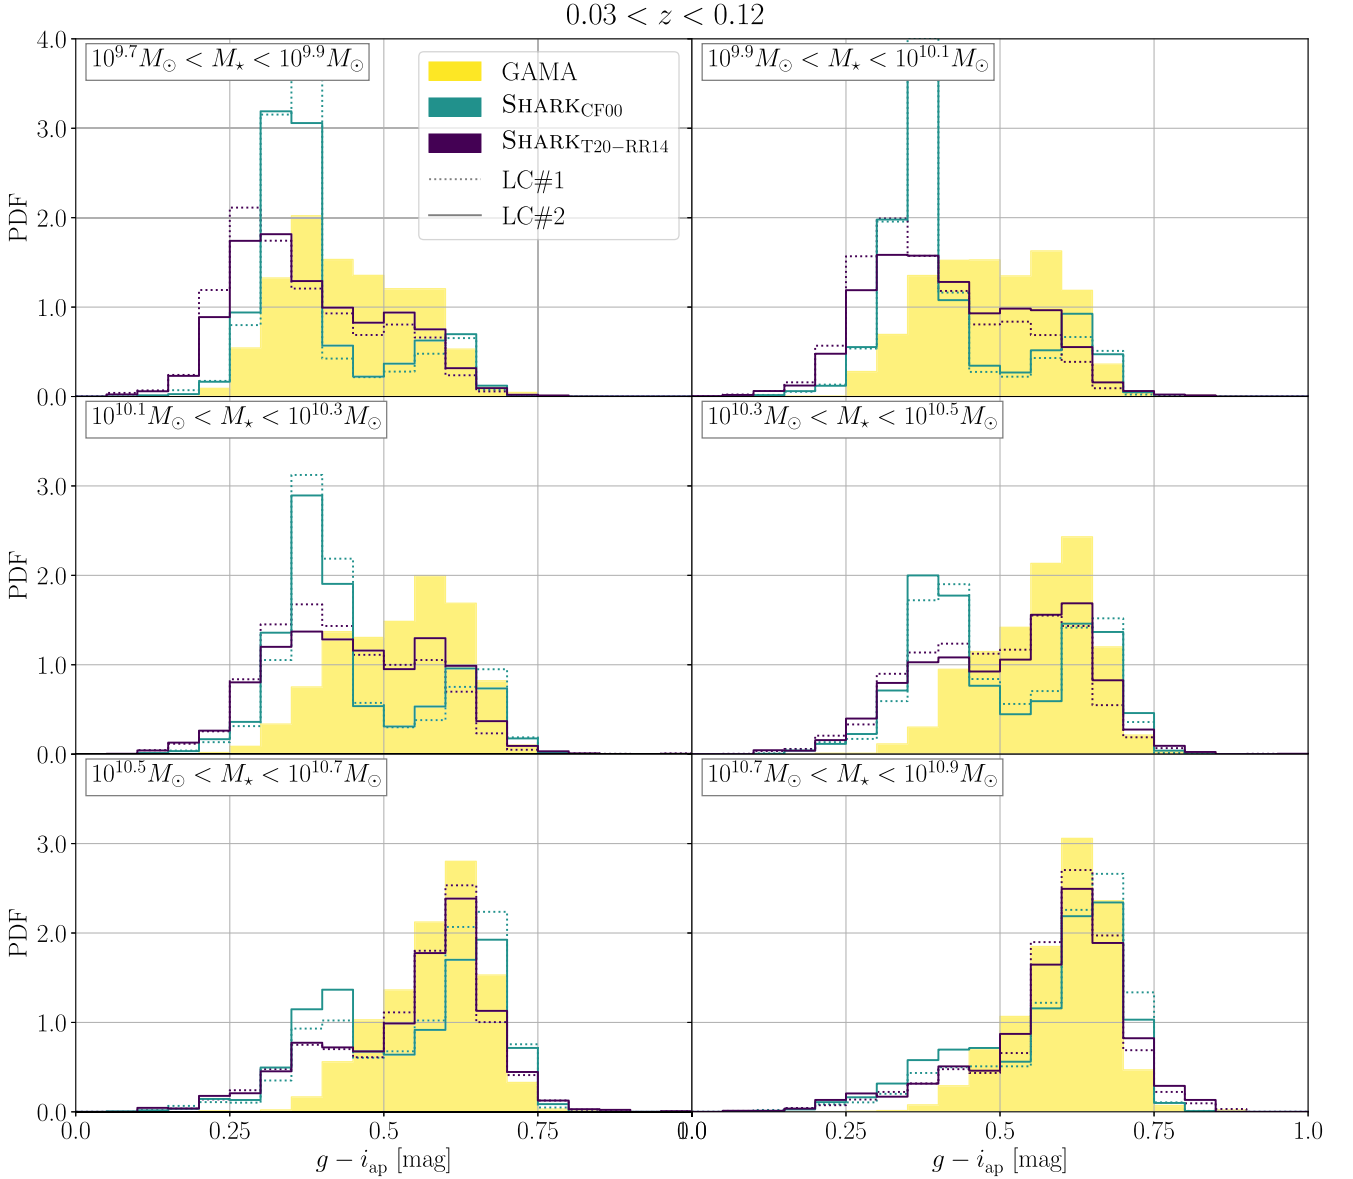 0.03 < z < 0.12
10^9.7 M⊙ < M⋆ < 10^9.9 M⊙
10^9.9 M⊙ < M⋆ < 10^10.1 M⊙
GAMA
SHARK_CF00
SHARK_T20−RR14
LC#1
LC#2
4.0
3.0
2.0
1.0
0.0
PDF
10^10.1 M⊙ < M⋆ < 10^10.3 M⊙
10^10.3 M⊙ < M⋆ < 10^10.5 M⊙
3.0
2.0
1.0
0.0
PDF
10^10.5 M⊙ < M⋆ < 10^10.7 M⊙
10^10.7 M⊙ < M⋆ < 10^10.9 M⊙
3.0
2.0
1.0
0.0
PDF
0.0 0.25 0.5 0.75 1.0 0.0 0.25 0.5 0.75 1.0
g − i_ap [mag]
g − i_ap [mag]